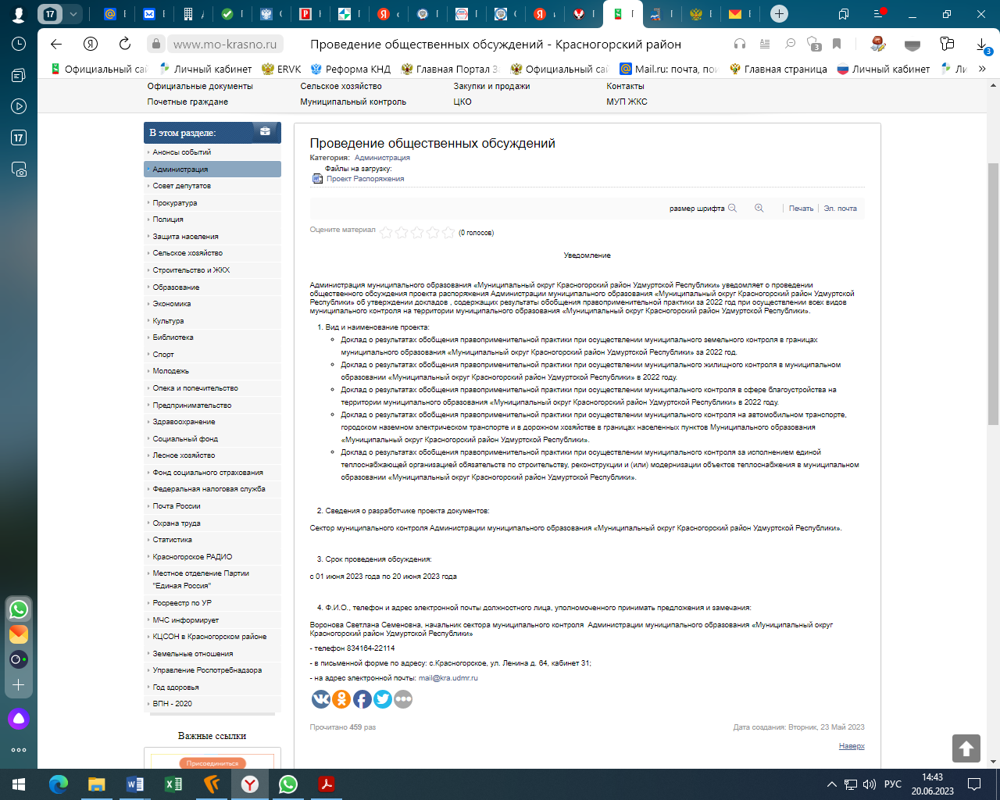 17
www.mo-krasno.ru
Проведение общественных обсуждений - Красногорский район
3
3
Официальный сай
Личный кабинет
ERVK
Реформа КНД
Главная Портал
Официальный сай
Mail.ru: почта, пои
Главная страница
Личный кабинет
Ли
»
17
Официальные документы
Сельское хозяйство
Закупки и продажи
Контакты
Почетные граждане
Муниципальный контроль
ЦКО
МУП ЖКС
В этом разделе:
Анонсы событий
Администрация
Совет депутатов
Прокуратура
Полиция
Защита населения
Сельское хозяйство
Строительство и ЖКХ
Образование
Экономика
Культура
Библиотека
Спорт
Молодежь
Опека и попечительство
Предпринимательство
Здравоохранение
Социальный фонд
Лесное хозяйство
Фонд социального страхования
Федеральная налоговая служба
Почта России
Охрана труда
Статистика
Красногорское РАДИО
Местное отделение Партии
"Единая Россия"
Росреестр по УР
МЧС информирует
КЦСОН в Красногорском районе
Земельные отношения
Управление Роспотребнадзора
Год здоровья
ВПН - 2020
Важные ссылки
Присоединиться
Проведение общественных обсуждений
Категория: Администрация
Файлы на загрузку:
Проект Распоряжения
размер шрифта
Печать
Эл. почта
Оцените материал
(0 голосов)
Уведомление
Администрация муниципального образования «Муниципальный округ Красногорский район Удмуртской Республики» уведомляет о проведении
общественного обсуждения проекта распоряжения Администрации муниципального образования «Муниципальный округ Красногорский район Удмуртской
Республики» об утверждении докладов , содержащих результаты обобщения правоприменительной практики за 2022 год при осуществлении всех видов
муниципального контроля на территории муниципального образования «Муниципальный округ Красногорский район Удмуртской Республики».
1. Вид и наименование проекта:
Доклад о результатах обобщения правоприменительной практики при осуществлении муниципального земельного контроля в границах
муниципального образования «Муниципальный округ Красногорский район Удмуртской Республики» за 2022 год.
Доклад о результатах обобщения правоприменительной практики при осуществлении муниципального жилищного контроля в муниципальном
образовании «Муниципальный округ Красногорский район Удмуртской Республики» в 2022 году.
Доклад о результатах обобщения правоприменительной практики при осуществлении муниципального контроля в сфере благоустройства на
территории муниципального образования «Муниципальный округ Красногорский район Удмуртской Республики» в 2022 году.
Доклад о результатах обобщения правоприменительной практики при осуществлении муниципального контроля на автомобильном транспорте,
городском наземном электрическом транспорте и в дорожном хозяйстве в границах населенных пунктов Муниципального образования
«Муниципальный округ Красногорский район Удмуртской Республики».
Доклад о результатах обобщения правоприменительной практики при осуществлении муниципального контроля за исполнением единой
теплоснабжающей организацией обязательств по строительству, реконструкции и (или) модернизации объектов теплоснабжения в муниципальном
образовании «Муниципальный округ Красногорский район Удмуртской Республики».
2. Сведения о разработчике проекта документов:
Сектор муниципального контроля Администрации муниципального образования «Муниципальный округ Красногорский район Удмуртской Республики».
3. Срок проведения обсуждения:
с 01 июня 2023 года по 20 июня 2023 года
4. Ф.И.О., телефон и адрес электронной почты должностного лица, уполномоченного принимать предложения и замечания:
Воронова Светлана Семеновна, начальник сектора муниципального контроля Администрации муниципального образования «Муниципальный округ
Красногорский район Удмуртской Республики»
- телефон 834164-22114
- в письменной форме по адресу: с.Красногорское, ул. Ленина д. 64, кабинет 31;
- на адрес электронной почты: mail@kra.udmr.ru
Прочитано 459 раз
Дата создания: Вторник, 23 Май 2023
Наверх
РУС
14:43
20.06.2023